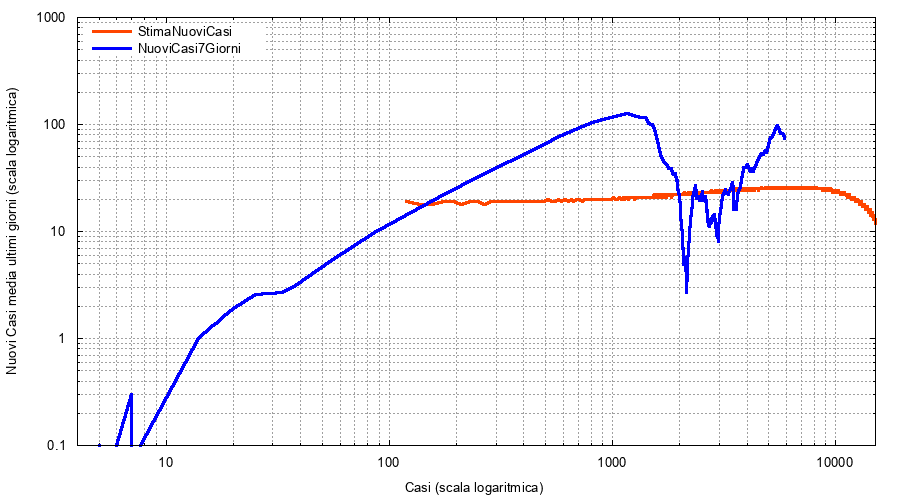 1000
100
10
1
0.1
StimaNuoviCasi
NuoviCasi7Giorni
Nuovi Casi media ultimi giorni (scala logaritmica)
10
100
1000
10000
Casi (scala logaritmica)